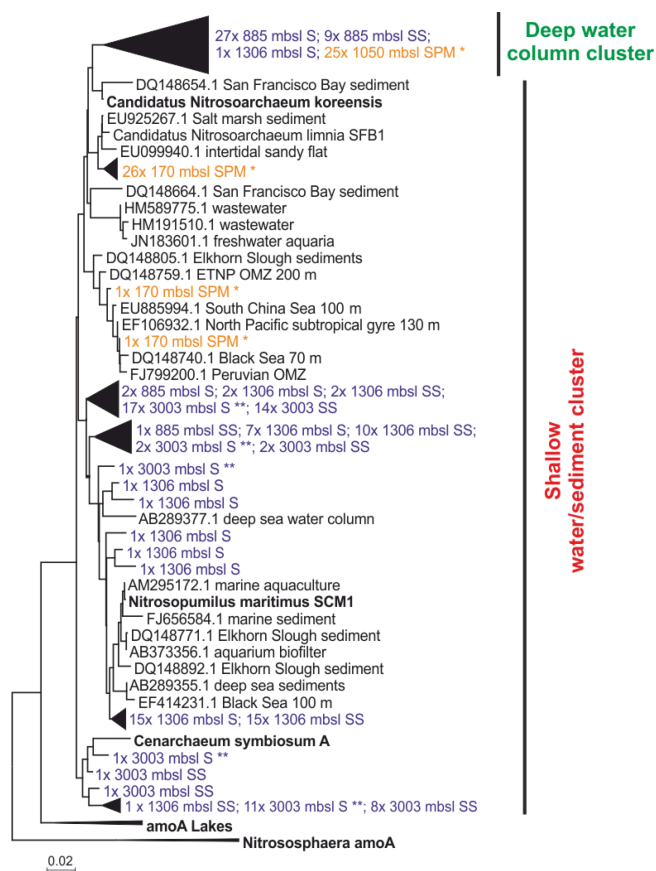 27x 885 mbsl S; 9x 885 mbsl SS;
1x 1306 mbsl S; 25x 1050 mbsl SPM *
Deep water
column cluster
DQ148654.1 San Francisco Bay sediment
Candidatus Nitrosoarchaeum koreensis
EU925267.1 Salt marsh sediment
Candidatus Nitrosoarchaeum limnia SFB1
EU099940.1 intertidal sandy flat
26x 170 mbsl SPM *
DQ148664.1 San Francisco Bay sediment
HM589775.1 wastewater
HM191510.1 wastewater
JN183601.1 freshwater aquaria
DQ148805.1 Elkhorn Slough sediments
DQ148759.1 ETNP OMZ 200 m
1x 170 mbsl SPM *
EU885994.1 South China Sea 100 m
EF106932.1 North Pacific subtropical gyre 130 m
1x 170 mbsl SPM *
DQ148740.1 Black Sea 70 m
FJ799200.1 Peruvian OMZ
2x 885 mbsl S; 2x 1306 mbsl S; 2x 1306 mbsl SS;
17x 3003 mbsl S **; 14x 3003 SS
1x 885 mbsl SS; 7x 1306 mbsl S; 10x 1306 mbsl SS;
2x 3003 mbsl S **; 2x 3003 mbsl SS
1x 3003 mbsl S **
1x 1306 mbsl S
1x 1306 mbsl S
AB289377.1 deep sea water column
1x 1306 mbsl S
1x 1306 mbsl S
1x 1306 mbsl S
AM295172.1 marine aquaculture
Nitrosopumilus maritimus SCM1
FJ656584.1 marine sediment
DQ148771.1 Elkhorn Slough sediment
AB373356.1 aquarium biofilter
DQ148892.1 Elkhorn Slough sediment
AB289355.1 deep sea sediments
EF414231.1 Black Sea 100 m
15x 1306 mbsl S; 15x 1306 mbsl SS
Cenarchaeum symbiosum A
1x 3003 mbsl S **
1x 3003 mbsl SS
1x 3003 mbsl SS
1 x 1306 mbsl SS; 11x 3003 mbsl S **; 8x 3003 mbsl SS
amoA Lakes
Nitrososphaera amoA
0.02
Shallow
water/sediment cluster